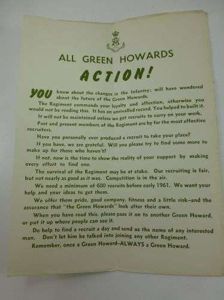 ALL GREEN HOWARDS
ACTION!
YOU know about the changes in the Infantry; will have wondered
about the future of the Green Howards.
The Regiment commands your loyalty and affection, otherwise you
would not be reading this. It has an unrivalled record. You helped to build it.
It will not be maintained unless we get recruits to carry on your work.
Past and present members of the Regiment are by far the most effective
recruiters.
Have you personally ever produced a recruit to take your place?
If you have, we are grateful. Will you please try to find some more to
make up for those who haven't?
If not, now is the time to show the reality of your support by making
every effort to find one.
The survival of the Regiment may be at stake. Our recruiting is fair,
but not nearly as good as it was. Competition is in the air.
We need a minimum of 600 recruits before early 1961. We want your
help and your ideas to get them.
We offer them pride, good company, fitness and a little risk—and the
assurance that "the Green Howards" look after their own.
When you have read this, please pass it on to another Green Howard,
or put it up where people can see it.
Do help to find a recruit a day and send us the name of any interested
man. Don't let him be talked into joining any other Regiment.
Remember, once a Green Howard-ALWAYS a Green Howard.